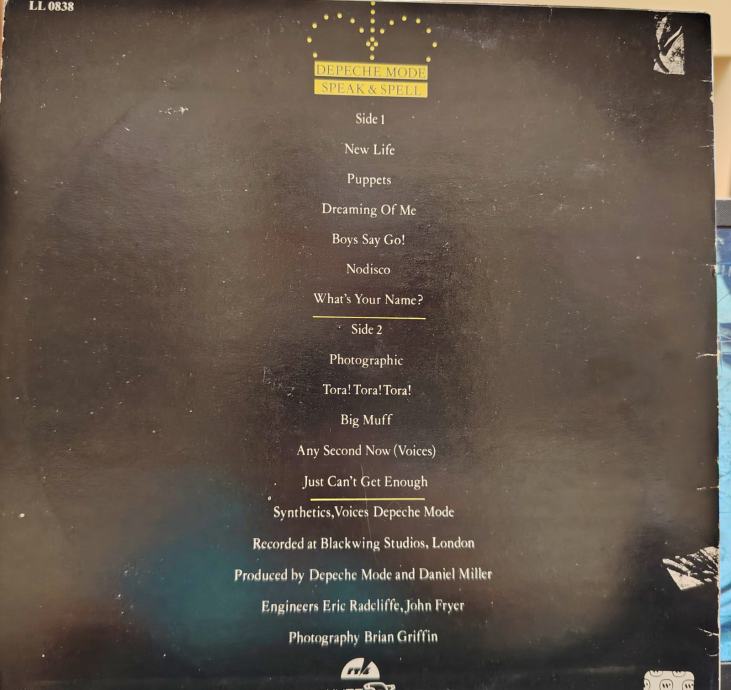 LL 0838
DEPECHE MODE
SPEAK & SPELL
Side 1
New Life
Puppets
Dreaming Of Me
Boys Say Go!
Nodisco
What's Your Name?
Side 2
Photographic
Tora! Tora! Tora!
Big Muff
Any Second Now (Voices)
Just Can't Get Enough
Synthetics,Voices Depeche Mode
Recorded at Blackwing Studios, London
Produced by Depeche Mode and Daniel Miller
Engineers Eric Radcliffe,John Fryer
Photography Brian Griffin